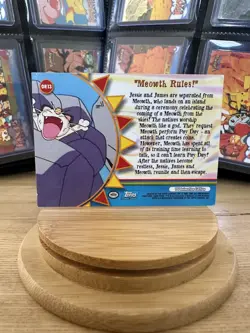 OR13
"Meowth Rules!"
Jessie and James are separated from
Meowth, who lands on an island
during a ceremony celebrating the
coming of a Meowth from the
skies! The natives worship
Meowth like a god. They request
Meowth perform Pay Day - an
attack that creates coins.
However, Meowth has spent all
of its training time learning to
talk, so it can't learn Pay Day!
After the natives become
restless, Jessie, James and
Meowth reunite and then escape.
Topps